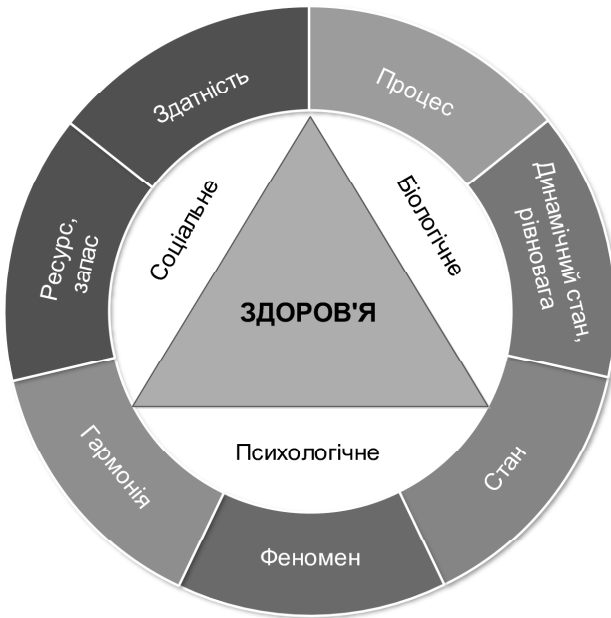 Здатність
Процес
Динамічний стан,
рівновага
Стан
Феномен
Гармонія
Ресурс,
запас
Соціальне
Біологічне
ЗДОРОВ'Я
Психологічне